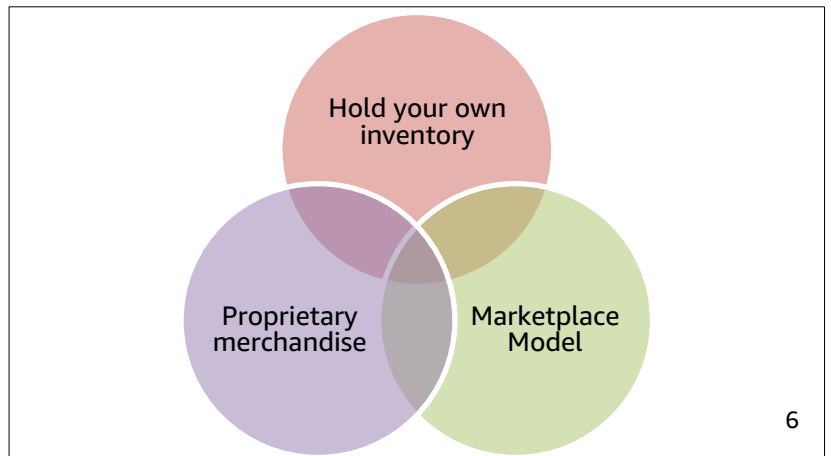 Hold your own
inventory
Proprietary
merchandise
Marketplace
Model
6